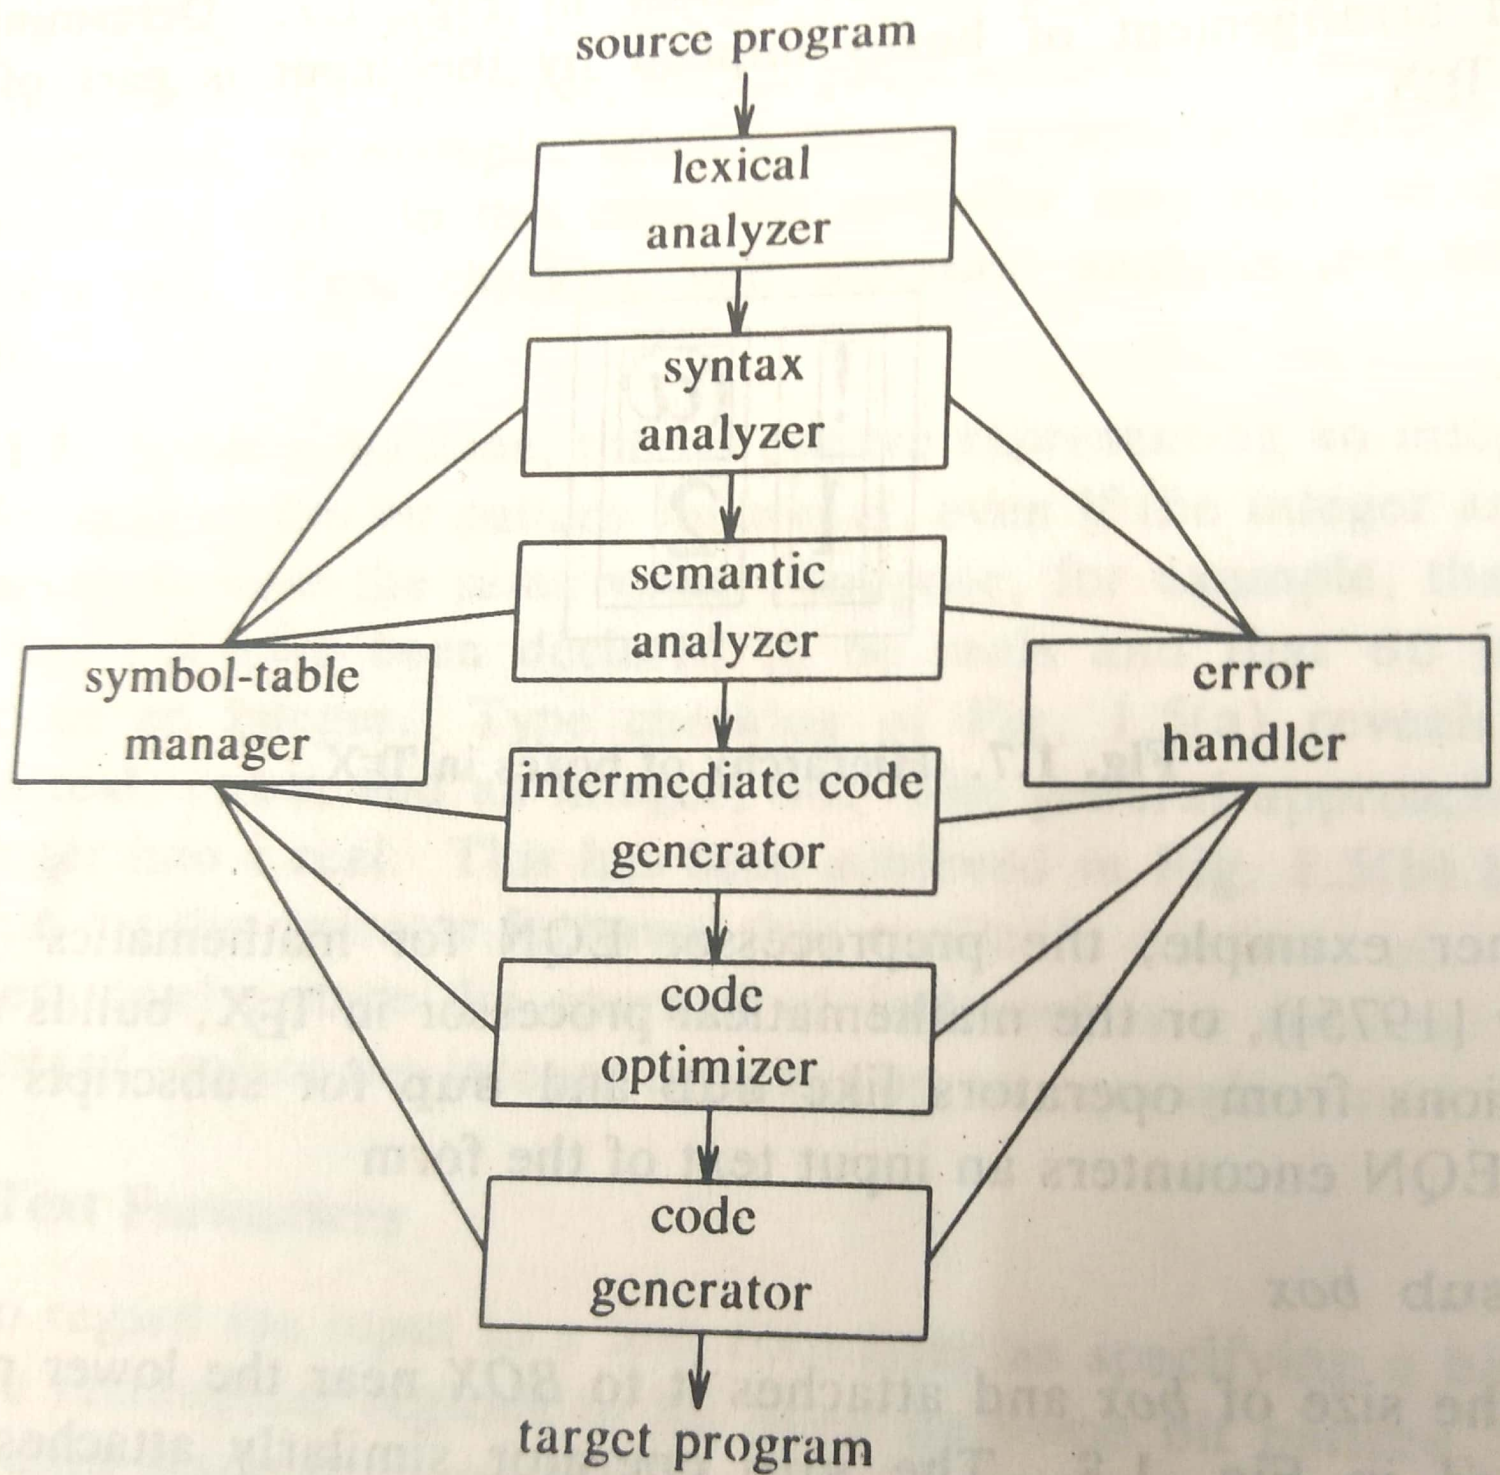 source program
lexical
analyzer
syntax
analyzer
semantic
analyzer
symbol-table
manager
error
handler
intermediate code
generator
code
optimizer
code
generator
target program